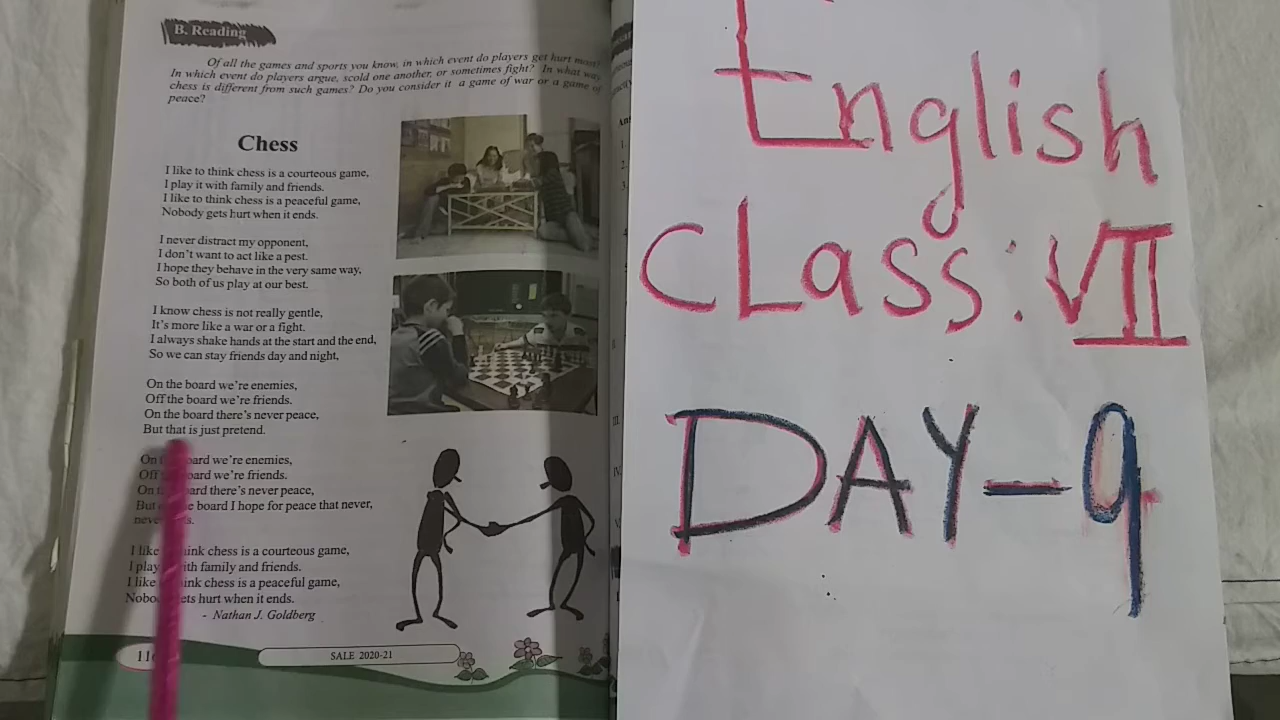 B. Reading
Of all the games and sports you know, in which event do players get hurt most?
In which event do players argue, scold one another, or sometimes fight? In what way
chess is different from such games? Do you consider it a game of war or a game of
peace?
Chess
I like to think chess is a courteous game,
I play it with family and friends.
I like to think chess is a peaceful game,
Nobody gets hurt when it ends.
I never distract my opponent,
I don't want to act like a pest.
I hope they behave in the very same way,
So both of us play at our best.
I know chess is not really gentle,
It's more like a war or a fight.
I always shake hands at the start and the end,
So we can stay friends day and night,
On the board we're enemies,
Off the board we're friends.
On the board there's never peace,
But that is just pretend.
On board we're enemies,
Off board we're friends.
On board there's never peace,
But board I hope for peace that never,
I like think chess is a courteous game,
I play with family and friends.
I like think chess is a peaceful game,
Nobody gets hurt when it ends.
- Nathan J. Goldberg
SALE 2020-21
English
CLass: VII
DAY-9